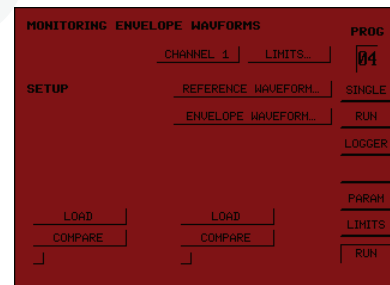 MONITORING ENVELOPE WAVEFORMS
PROG
CHANNEL 1
LIMITS…
04
SETUP
REFERENCE WAVEFORM…
SINGLE
ENVELOPE WAVEFORM…
RUN
LOGGER
PARAM
LOAD
LOAD
LIMITS
COMPARE
COMPARE
RUN